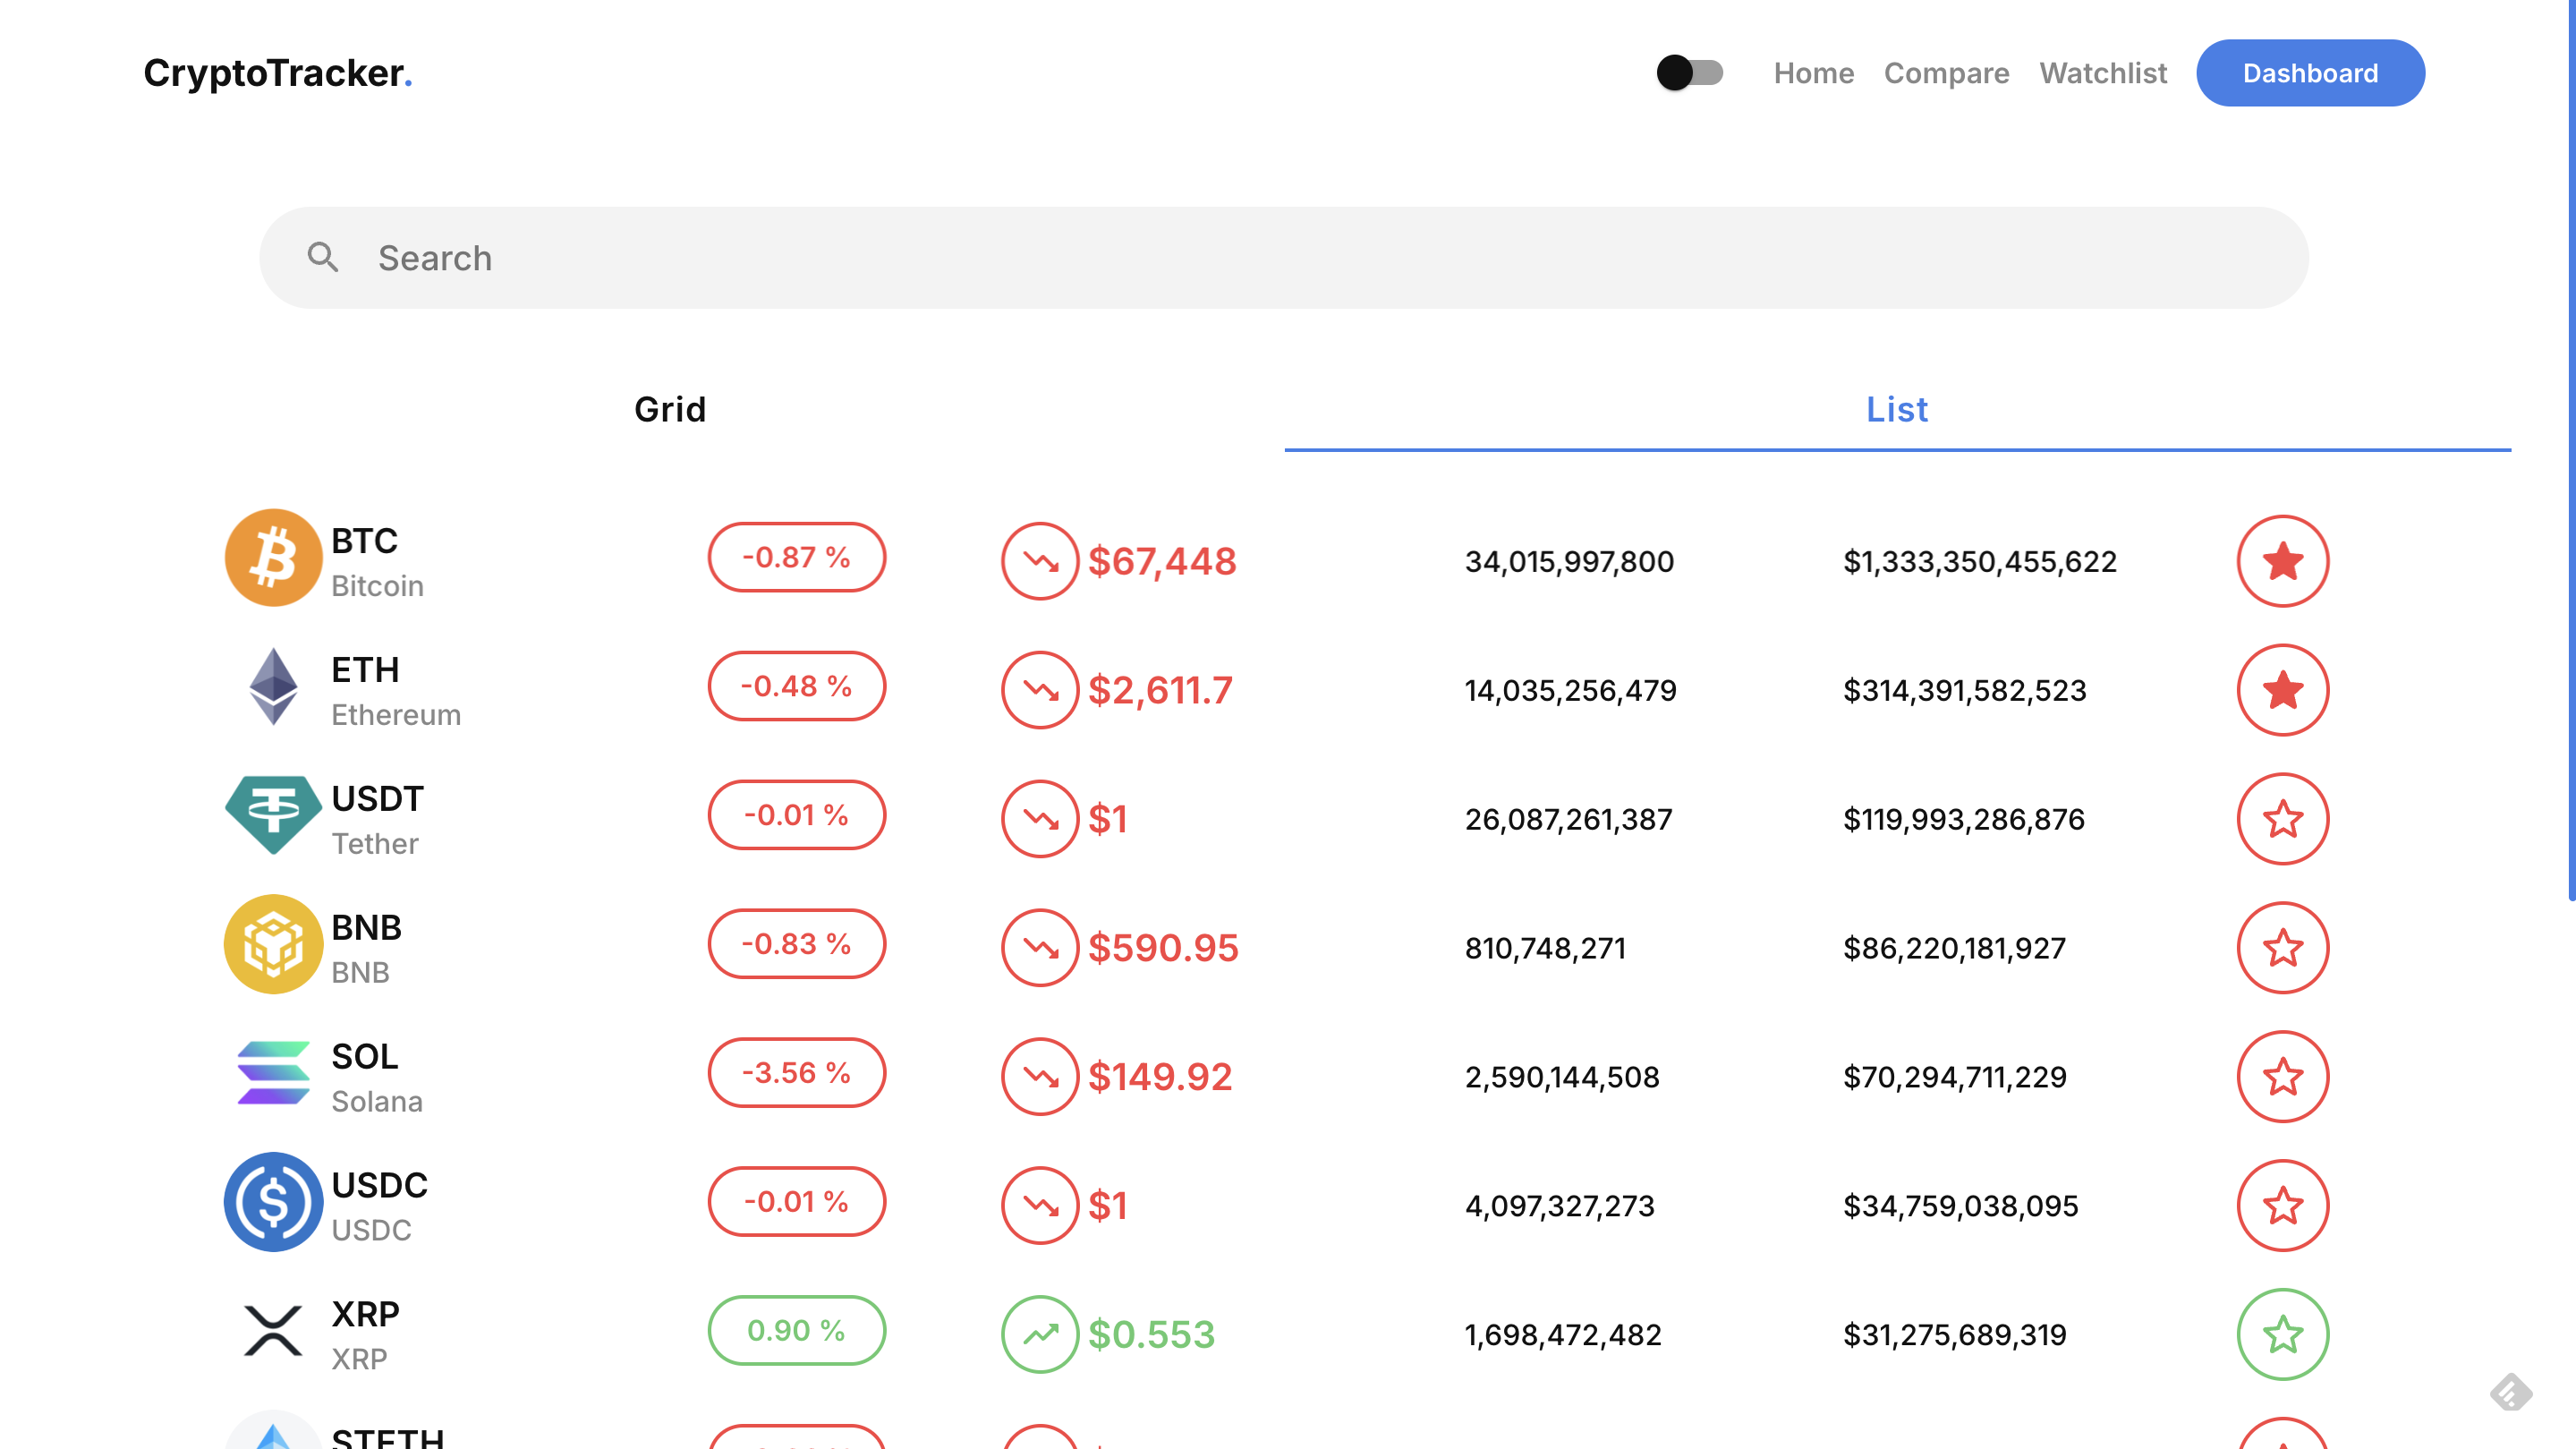 CryptoTracker.
Home Compare Watchlist Dashboard
Search
Grid List
BTC
Bitcoin
-0.87 % $67,448 34,015,997,800 $1,333,350,455,622
ETH
Ethereum
-0.48 % $2,611.7 14,035,256,479 $314,391,582,523
USDT
Tether
-0.01 % $1 26,087,261,387 $119,993,286,876
BNB
BNB
-0.83 % $590.95 810,748,271 $86,220,181,927
SOL
Solana
-3.56 % $149.92 2,590,144,508 $70,294,711,229
USDC
USDC
-0.01 % $1 4,097,327,273 $34,759,038,095
XRP
XRP
0.90 % $0.553 1,698,472,482 $31,275,689,319
STETH